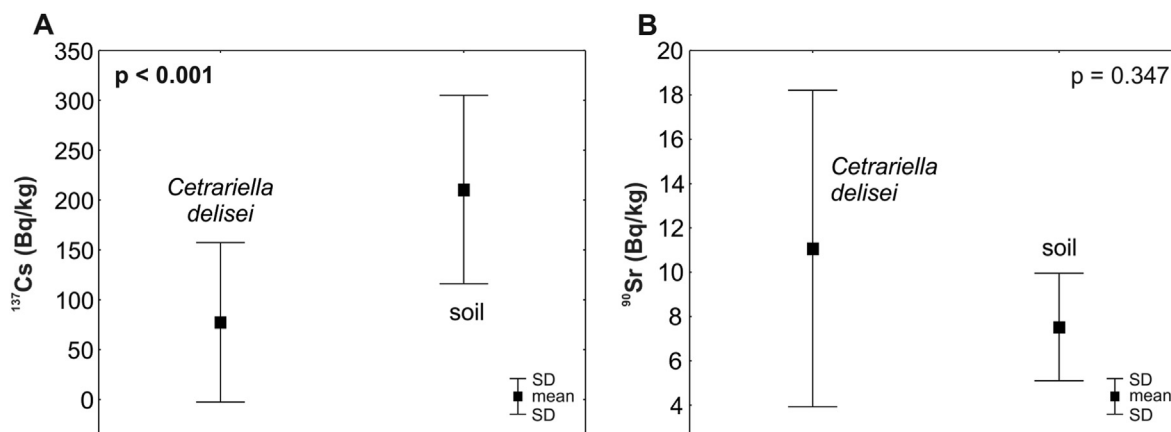 A
350
300
250
200
150
100
50
0
¹³⁷Cs (Bq/kg)
p < 0.001
Cetrariella
delisei
soil
SD
mean
SD
B
20
18
16
14
12
10
8
6
4
⁹⁰Sr (Bq/kg)
p = 0.347
Cetrariella
delisei
soil
SD
mean
SD